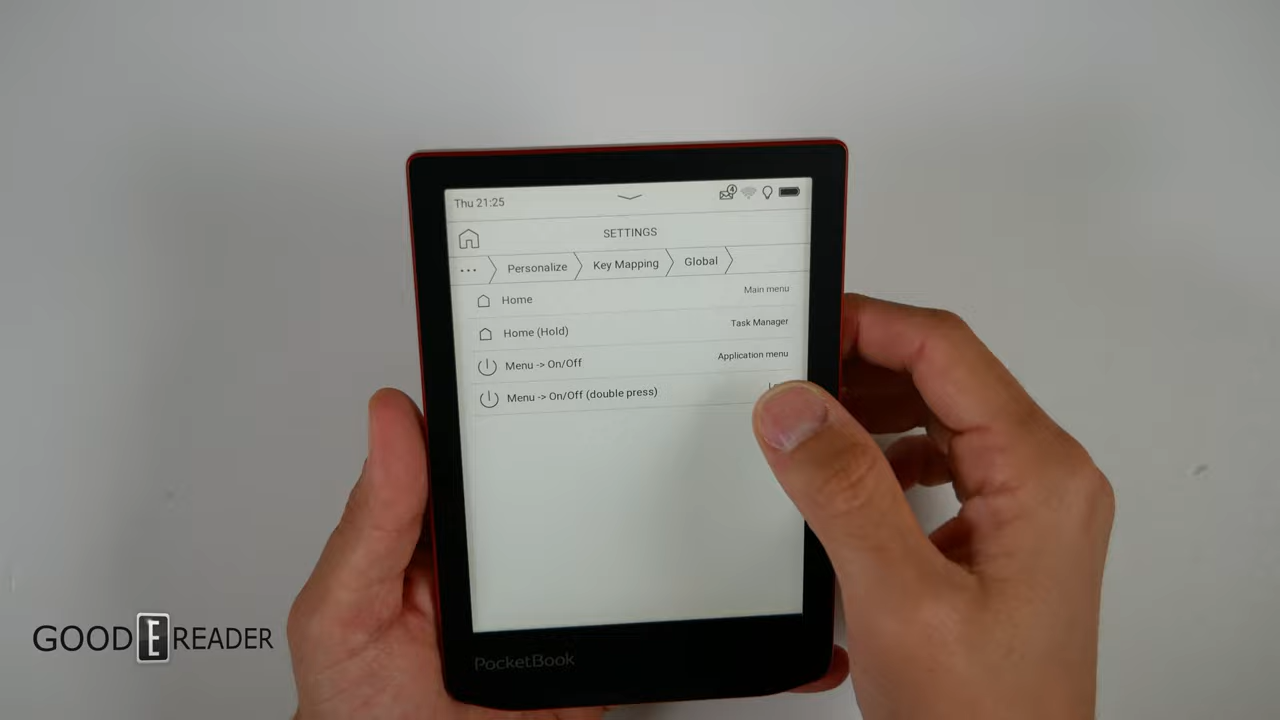 Thu 21:25
4
SETTINGS
... Personalize Key Mapping Global
Home Main menu
Home (Hold) Task Manager
Menu -> On/Off Application menu
Menu -> On/Off (double press)
PocketBook
GOOD E READER